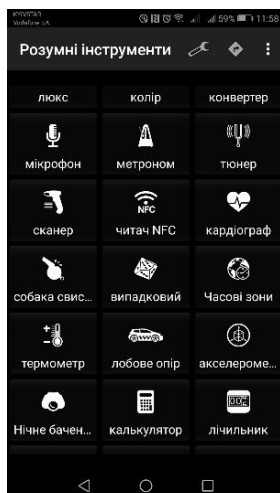 KYIVSTAR
Vodafone UA
59% 11:58
Розумні інструменти
люкс колір конвертер
мікрофон метроном тюнер
NFC
сканер читач NFC кардіограф
собака свис... випадковий Часові зони
термометр лобове опір акселероме...
Нічне бачен... калькулятор лічильник